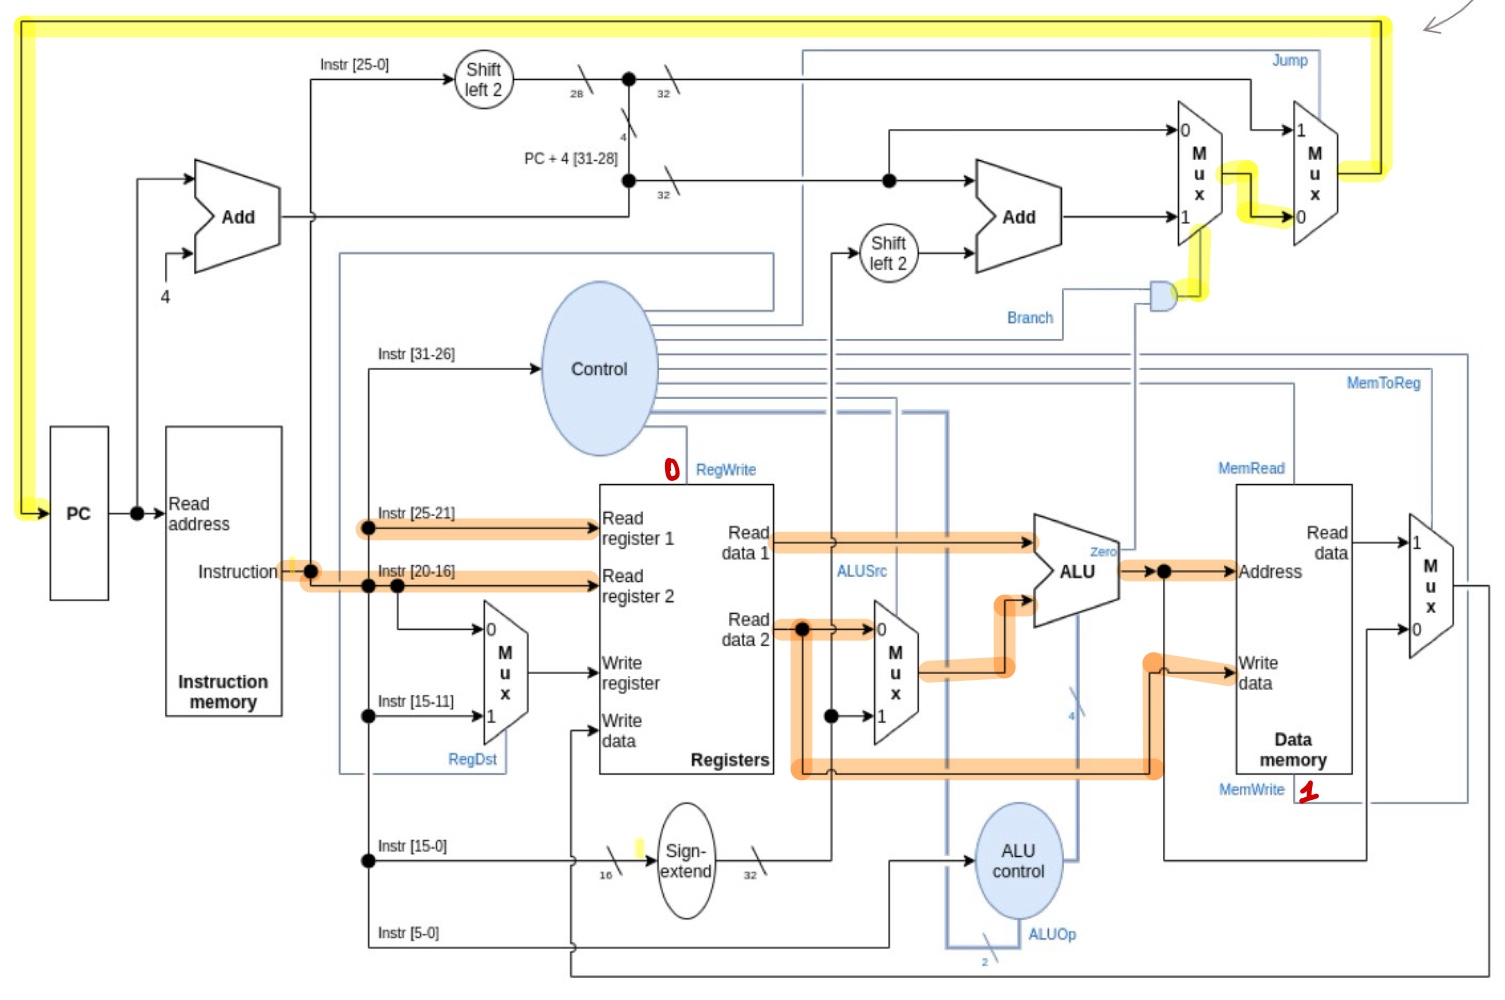 Instr [25-0]
Shift
left 2
28
32
Jump
4
PC + 4 [31-28]
32
0
M
u
x
1
1
M
u
x
0
Add
4
Add
Shift
left 2
Branch
Instr [31-26]
Control
MemToReg
0
RegWrite
MemRead
PC
Read
address
Instruction
Instruction
memory
Instr [25-21]
Instr [20-16]
0
M
u
x
1
Instr [15-11]
RegDst
Read
register 1
Read
register 2
Write
register
Write
data
Read
data 1
Read
data 2
Registers
ALUSrc
0
M
u
x
1
Zero
ALU
4
Address
Write
data
Read
data
Data
memory
MemWrite
1
1
M
u
x
0
Instr [15-0]
16
Sign-
extend
32
ALU
control
Instr [5-0]
ALUOp
2